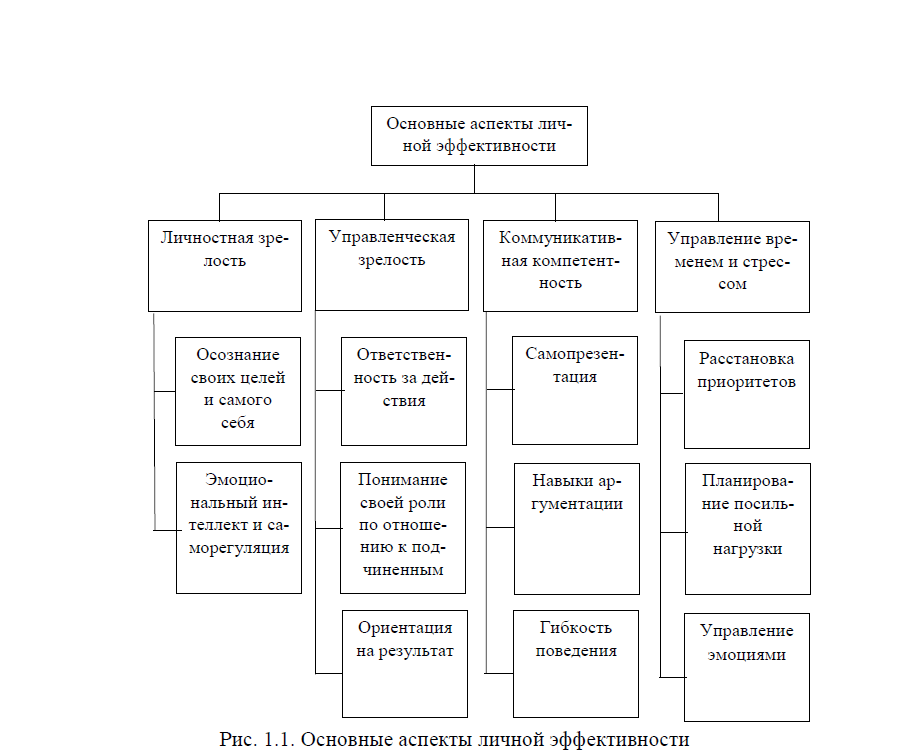 Основные аспекты лич-
ной эффективности
Личностная зре-
лость
Управленческая
зрелость
Коммуникатив-
ная компетент-
ность
Управление вре-
менем и стрес-
сом
Осознание
своих целей
и самого
себя
Эмоцио-
нальный ин-
теллект и са-
морегуляция
Ответствен-
ность за дей-
ствия
Понимание
своей роли
по отноше-
нию к под-
чиненным
Ориентация
на результат
Самопрезен-
тация
Навыки ар-
гументации
Гибкость
поведения
Расстановка
приоритетов
Планирова-
ние посиль-
ной
нагрузки
Управление
эмоциями
Рис. 1.1. Основные аспекты личной эффективности